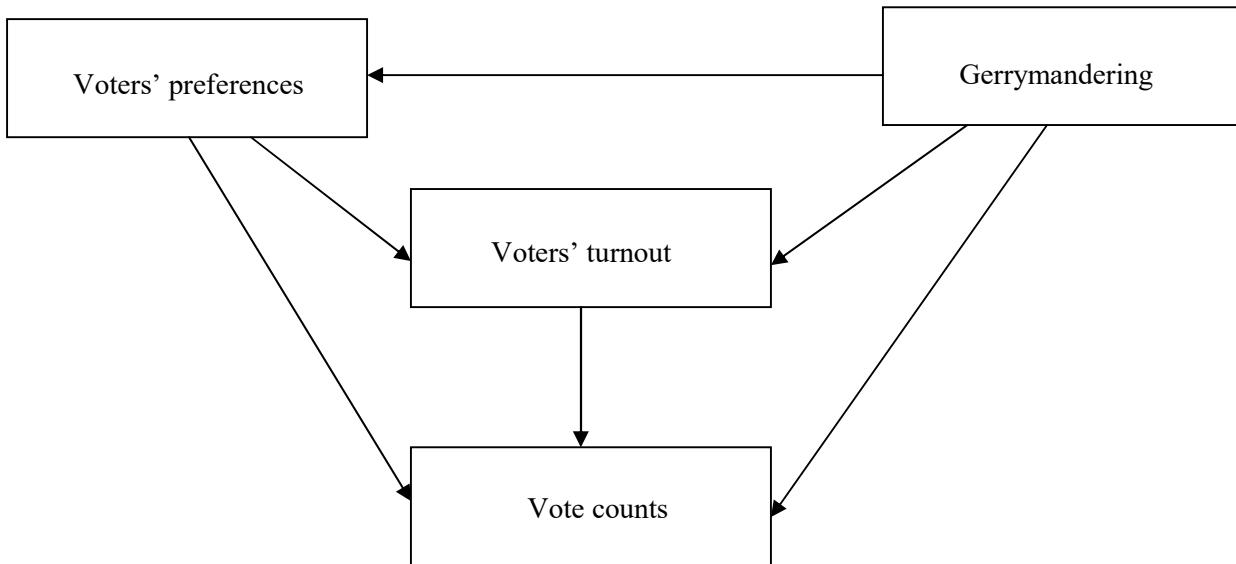 Voters’ preferences
Gerrymandering
Voters’ turnout
Vote counts